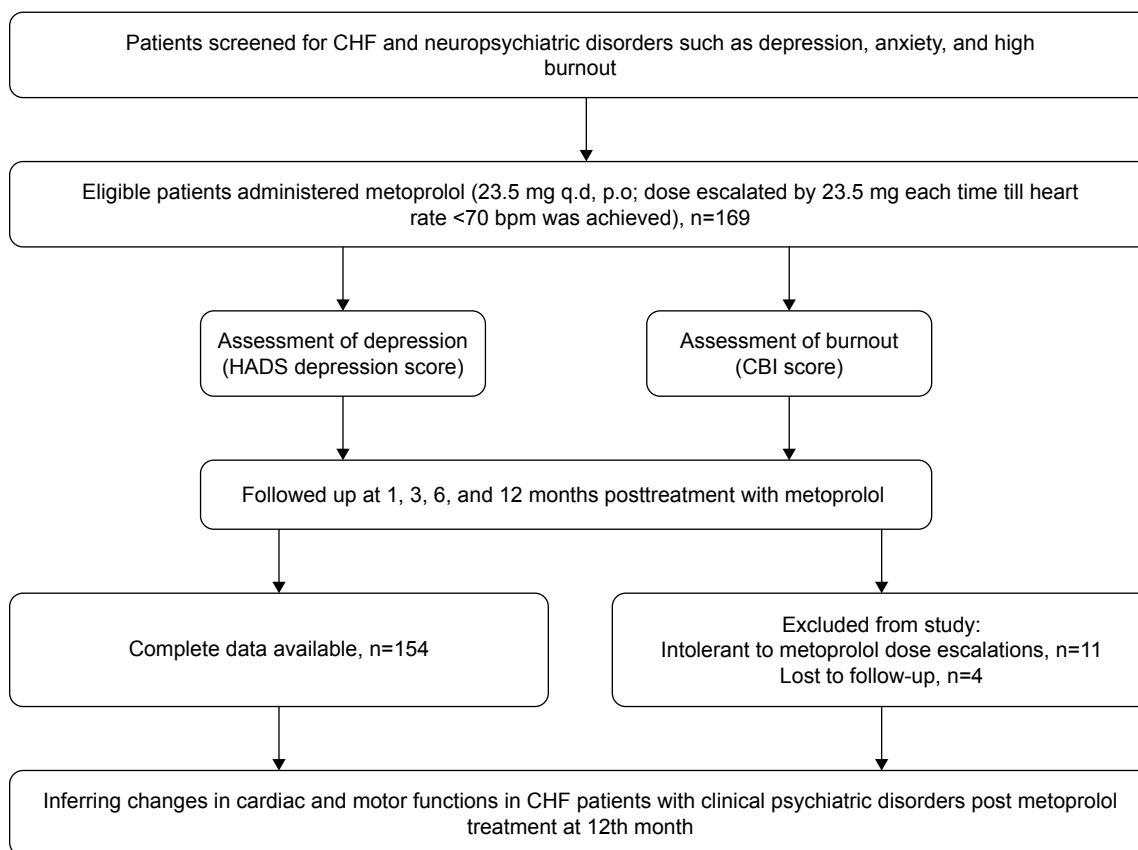 Patients screened for CHF and neuropsychiatric disorders such as depression, anxiety, and high
burnout
Eligible patients administered metoprolol (23.5 mg q.d, p.o; dose escalated by 23.5 mg each time till heart
rate <70 bpm was achieved), n=169
Assessment of depression
(HADS depression score)
Assessment of burnout
(CBI score)
Followed up at 1, 3, 6, and 12 months posttreatment with metoprolol
Complete data available, n=154
Excluded from study:
Intolerant to metoprolol dose escalations, n=11
Lost to follow-up, n=4
Inferring changes in cardiac and motor functions in CHF patients with clinical psychiatric disorders post metoprolol
treatment at 12th month